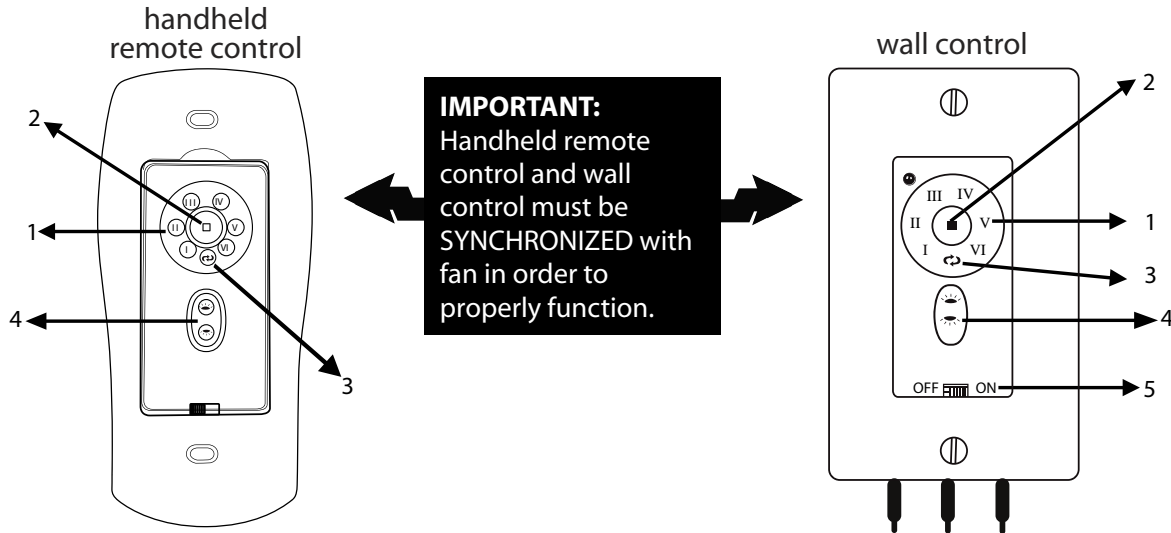 handheld
remote control
2
III IV
1
II V
I VI
4
3
IMPORTANT:
Handheld remote
control and wall
control must be
SYNCHRONIZED with
fan in order to
properly function.
wall control
2
III IV
II V
1
I VI
3
4
OFF ON
5